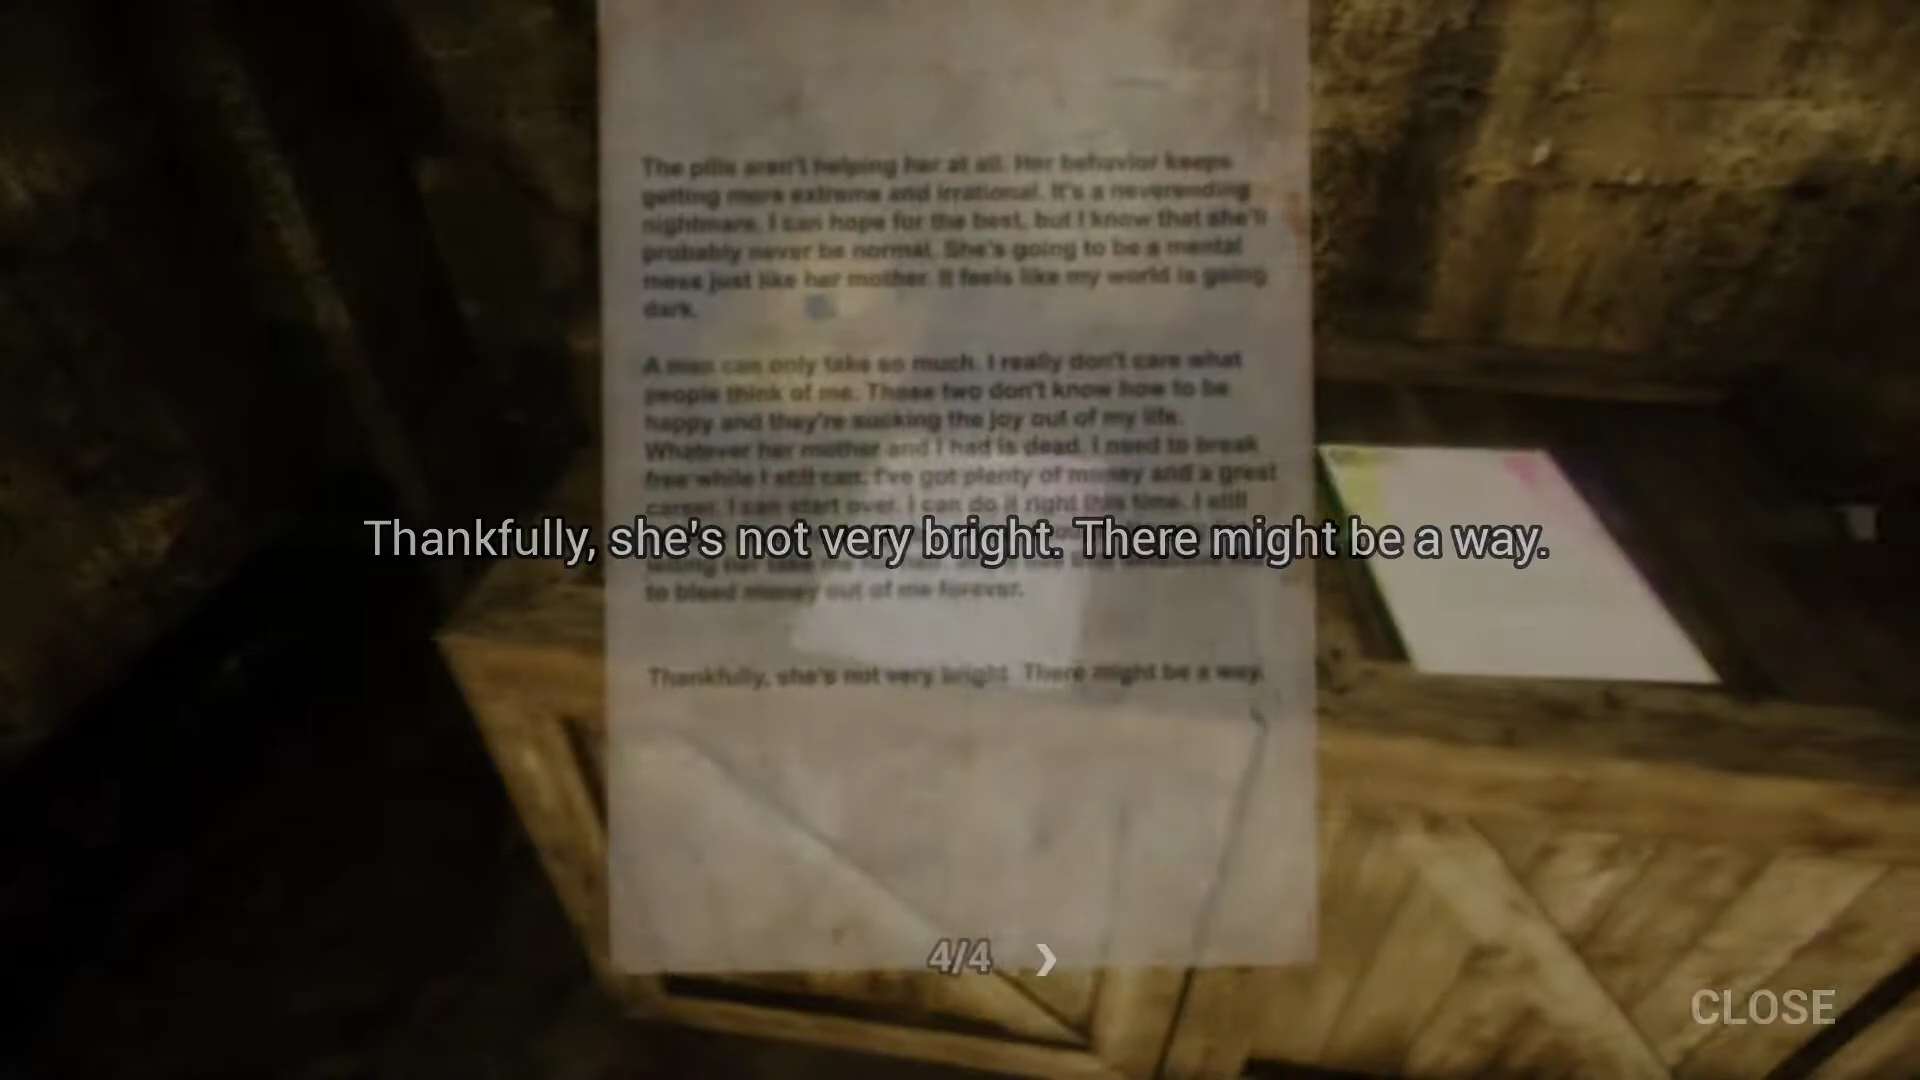 The pills aren't helping her at all. Her behavior keeps
getting more extreme and irrational. It's a neverending
nightmare. I can hope for the best, but I know that she'll
probably never be normal. She's going to be a mental
mess just like her mother. It feels like my world is going
dark.
A man can only take so much. I really don't care what
people think of me. Those two don't know how to be
happy and they're sucking the joy out of my life.
Whatever her mother and I had is dead. I need to break
free while I still can. I've got plenty of money and a great
career. I can start over. I can do it right this time. I still
Thankfully, she's not very bright. There might be a way.
to bleed money out of me forever.
Thankfully, she's not very bright. There might be a way.
4/4 ❯
CLOSE